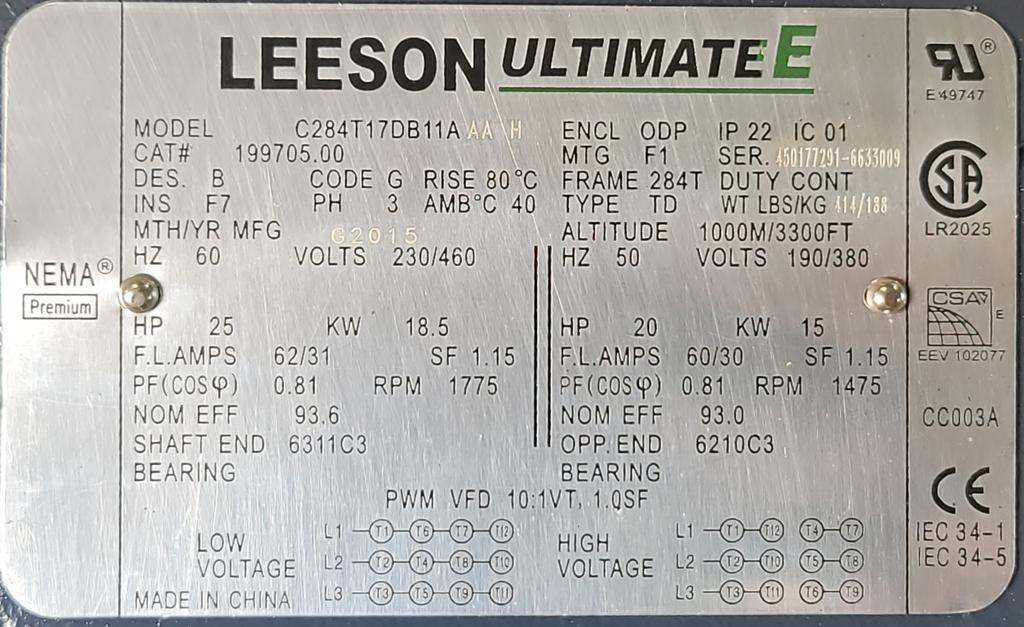 LEESON ULTIMATE E
MODEL C284T17DB11A AA H ENCL ODP IP 22 IC 01
CAT# 199705.00 MTG F1 SER. 450177291-6633009
DES. B CODE G RISE 80°C FRAME 284T DUTY CONT
INS F7 PH 3 AMB°C 40 TYPE TD WT LBS/KG 414/188
MTH/YR MFG G2015 ALTITUDE 1000M/3300FT
HZ 60 VOLTS 230/460 HZ 50 VOLTS 190/380
HP 25 KW 18.5 HP 20 KW 15
F.L.AMPS 62/31 SF 1.15 F.L.AMPS 60/30 SF 1.15
PF(COSφ) 0.81 RPM 1775 PF(COSφ) 0.81 RPM 1475
NOM EFF 93.6 NOM EFF 93.0
SHAFT END 6311C3 OPP. END 6210C3
BEARING BEARING
PWM VFD 10:1VT, 1.0SF
LOW VOLTAGE
L1 T1 T6 T7 T12
L2 T2 T4 T8 T10
L3 T3 T5 T9 T11
HIGH VOLTAGE
L1 T1 T12 T4 T7
L2 T2 T10 T5 T8
L3 T3 T11 T6 T9
MADE IN CHINA
NEMA®
Premium
RU®
E49747
SA
LR2025
CSA E
EEV 102077
CC003A
CE
IEC 34-1
IEC 34-5